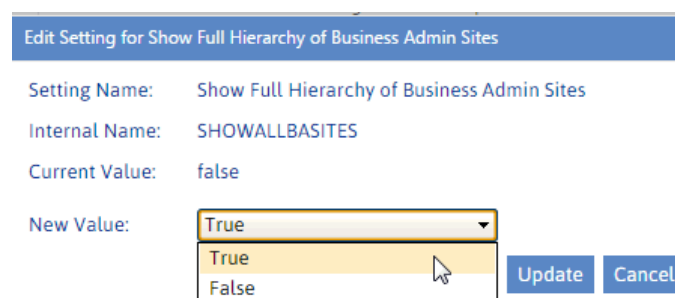 Edit Setting for Show Full Hierarchy of Business Admin Sites
Setting Name: Show Full Hierarchy of Business Admin Sites
Internal Name: SHOWALLBASITES
Current Value: false
New Value: True
True
False
Update Cancel